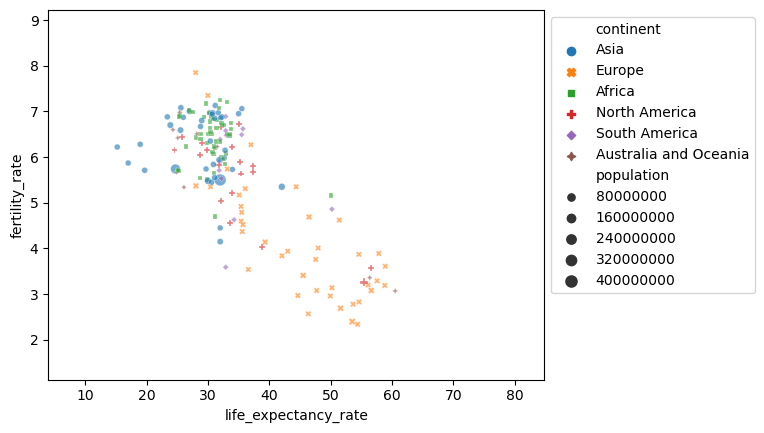 9
8
7
6
5
4
3
2
fertility_rate
10 20 30 40 50 60 70 80
life_expectancy_rate
continent
Asia
Europe
Africa
North America
South America
Australia and Oceania
population
80000000
160000000
240000000
320000000
400000000